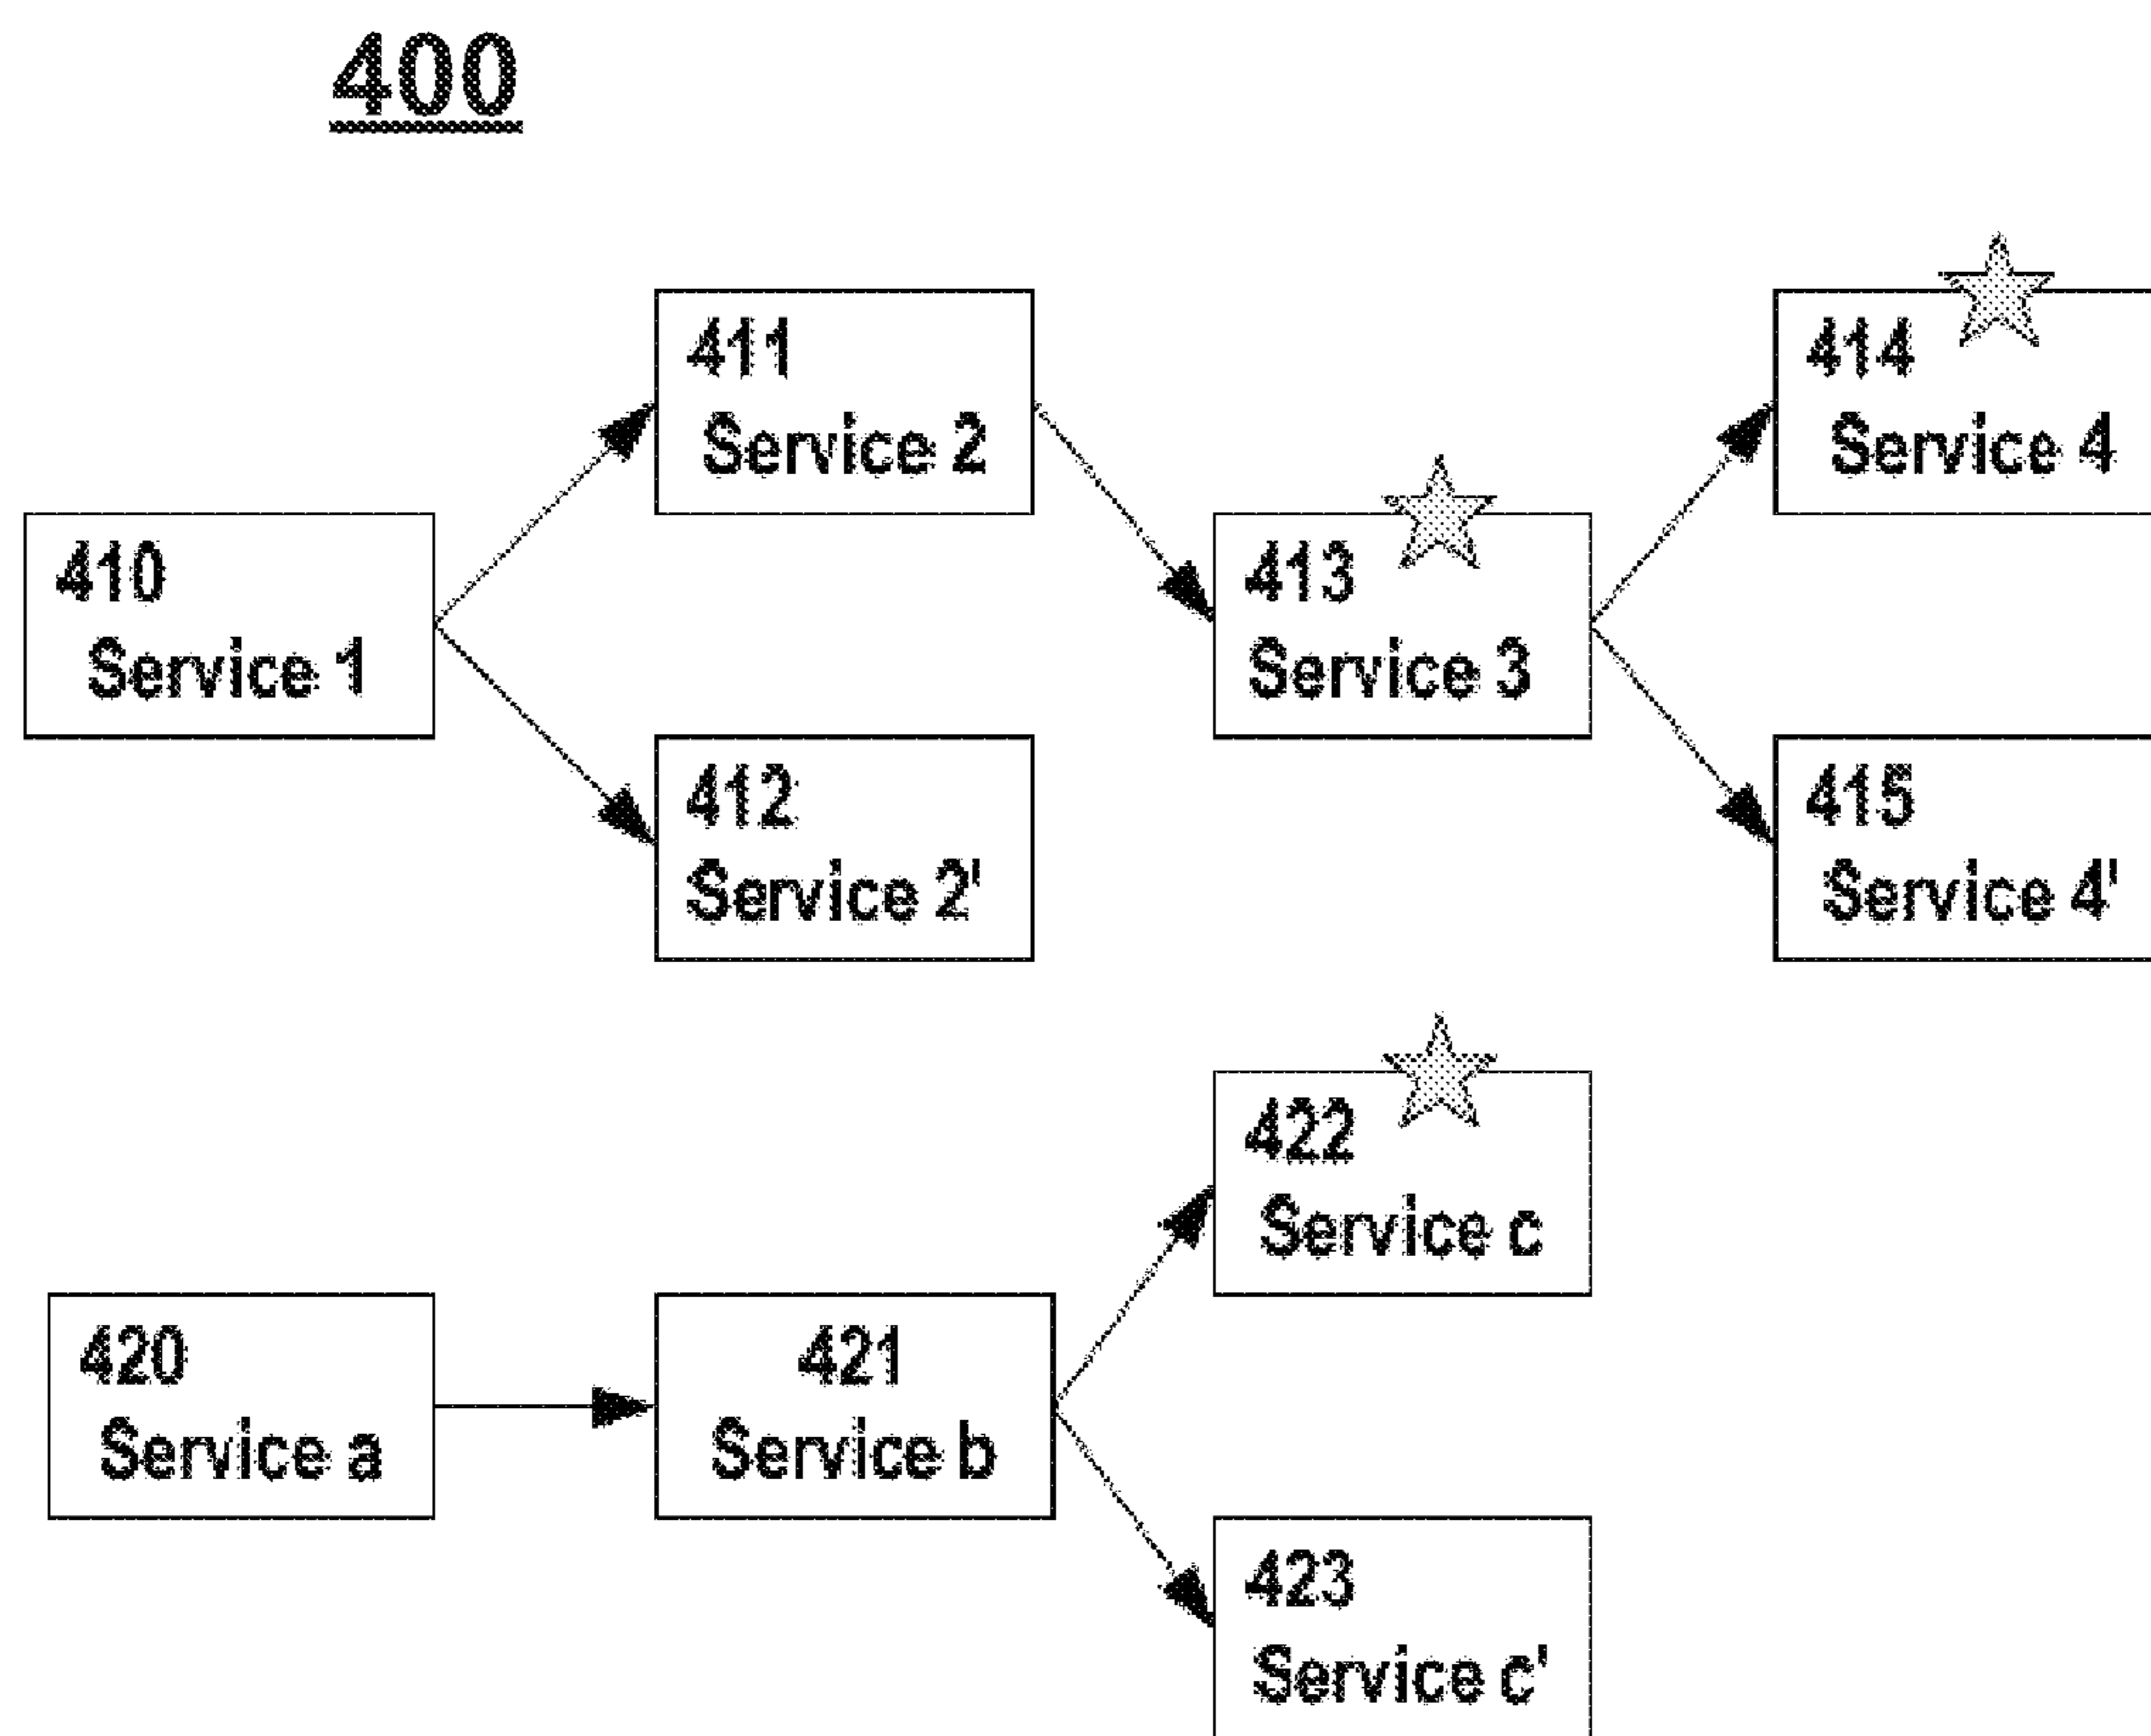 400
411
Service 2
414
Service 4
410
Service 1
413
Service 3
412
Service 2'
415
Service 4'
422
Service c
420
Service a
421
Service b
423
Service c'